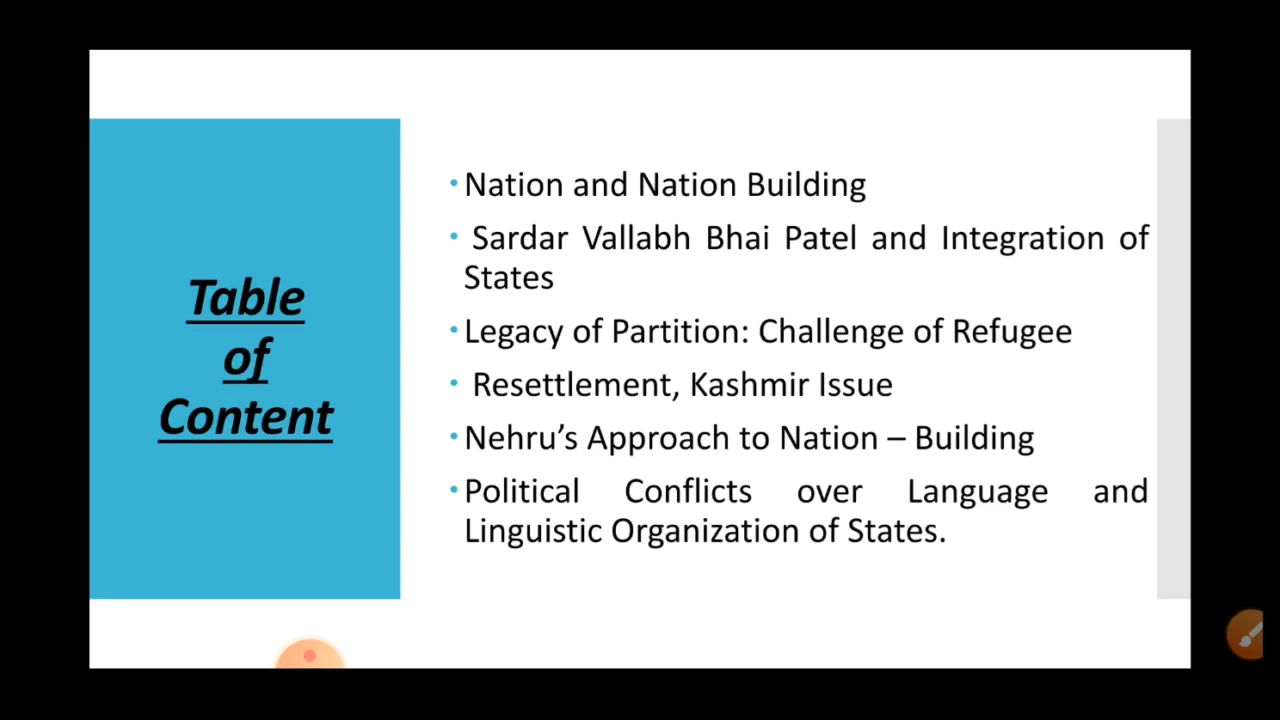 Table
of
Content
•Nation and Nation Building
• Sardar Vallabh Bhai Patel and Integration of
States
•Legacy of Partition: Challenge of Refugee
• Resettlement, Kashmir Issue
•Nehru’s Approach to Nation – Building
•Political Conflicts over Language and
Linguistic Organization of States.